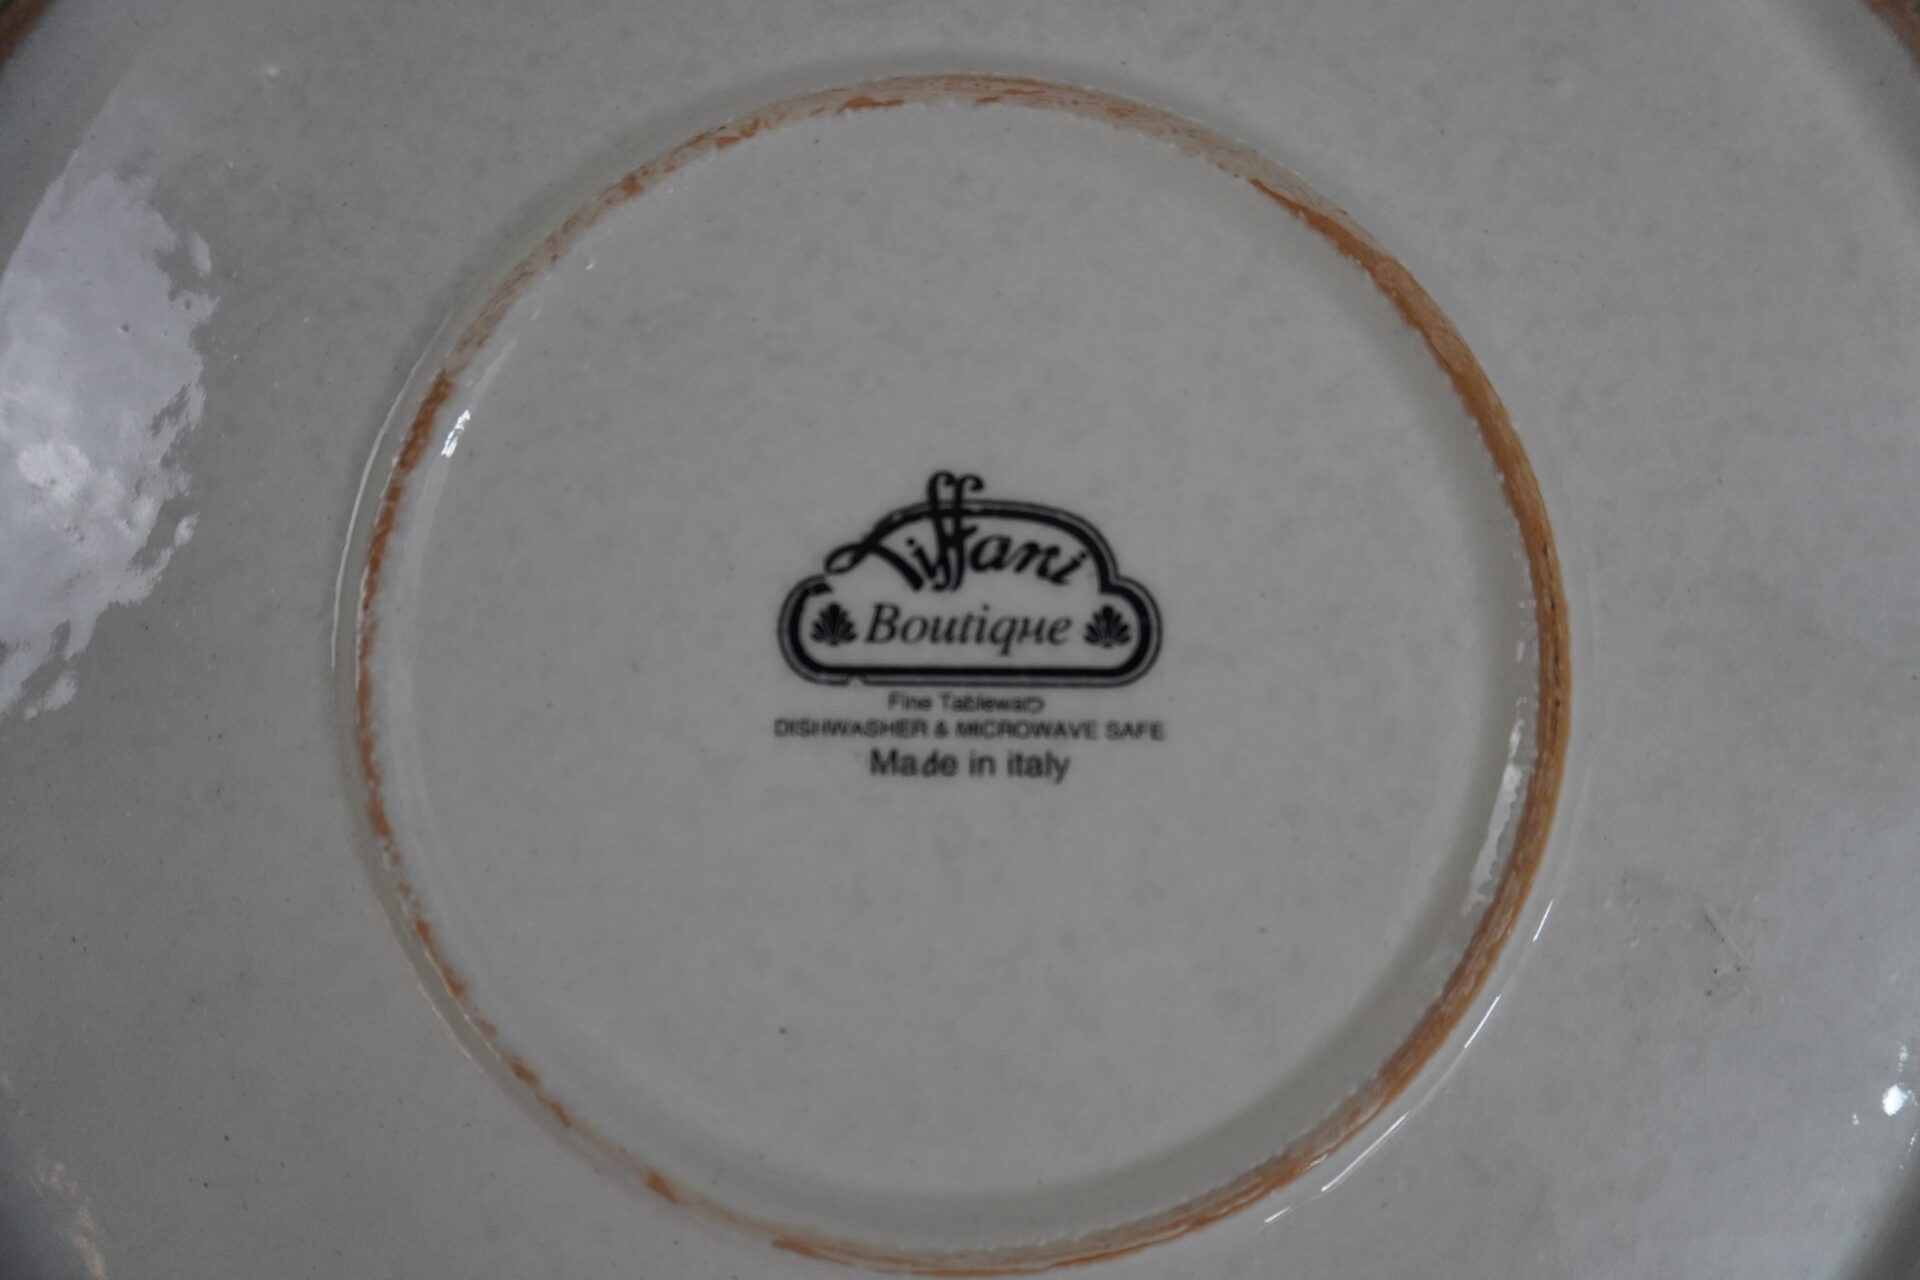 Tiffani
Boutique
Fine Tableware
DISHWASHER & MICROWAVE SAFE
Made in italy